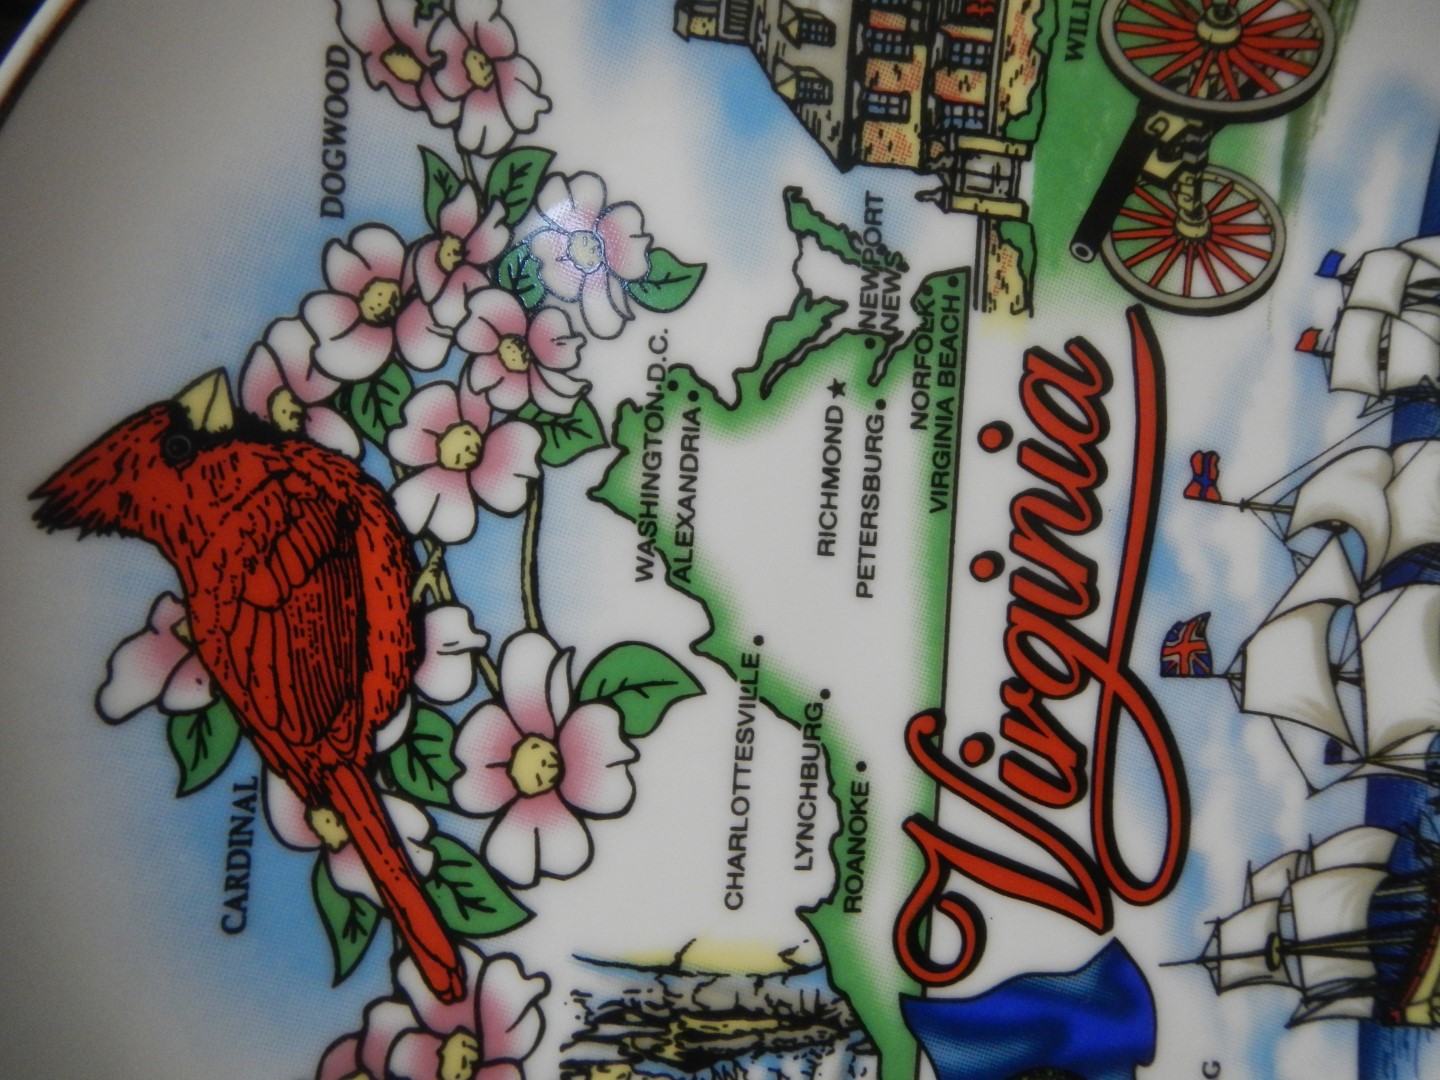 CARDINAL
DOGWOOD
WASHINGTON D.C.
ALEXANDRIA
CHARLOTTESVILLE
LYNCHBURG
RICHMOND
ROANOKE
PETERSBURG
NEWPORT
NEWS
NORFOLK
VIRGINIA BEACH
Virginia
WILL
G